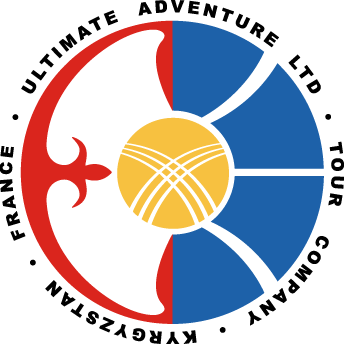 ULTIMATE ADVENTURE LTD • TOUR COMPANY • KYRGYZSTAN • FRANCE •